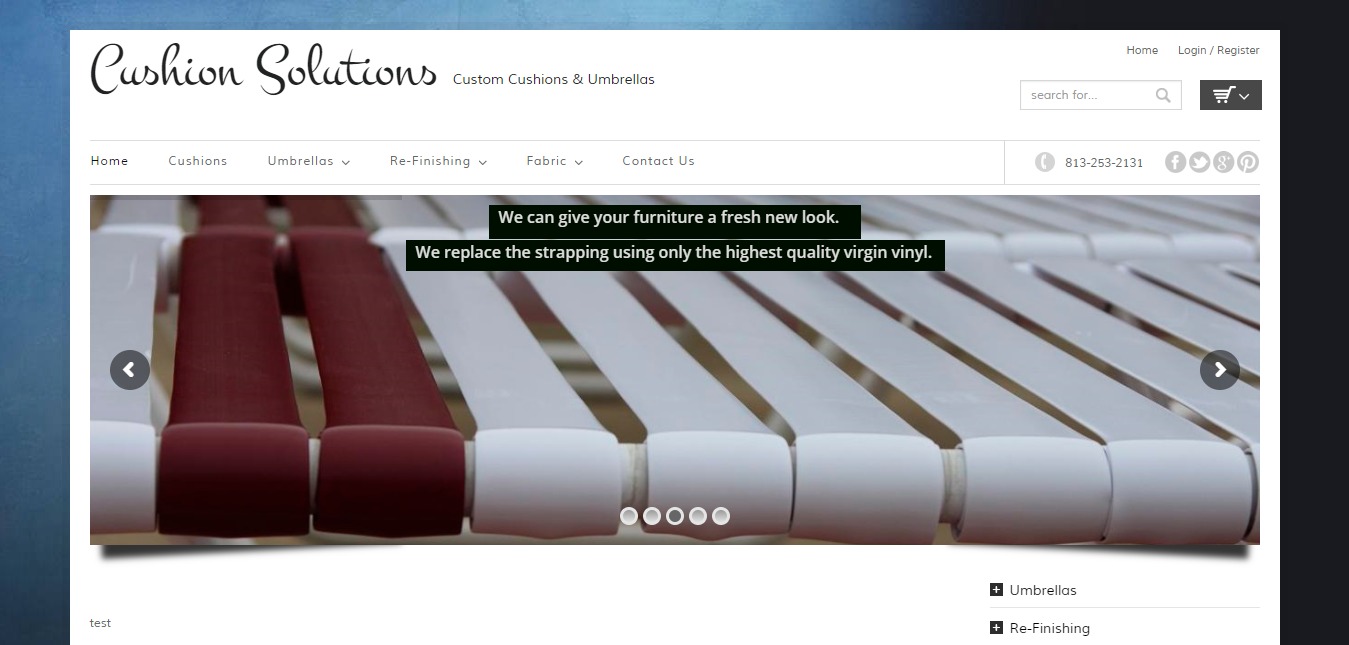 Home Login / Register
Cushion Solutions Custom Cushions & Umbrellas
search for...
Home Cushions Umbrellas Re-Finishing Fabric Contact Us 813-253-2131
We can give your furniture a fresh new look.
We replace the strapping using only the highest quality virgin vinyl.
Umbrellas
test
Re-Finishing